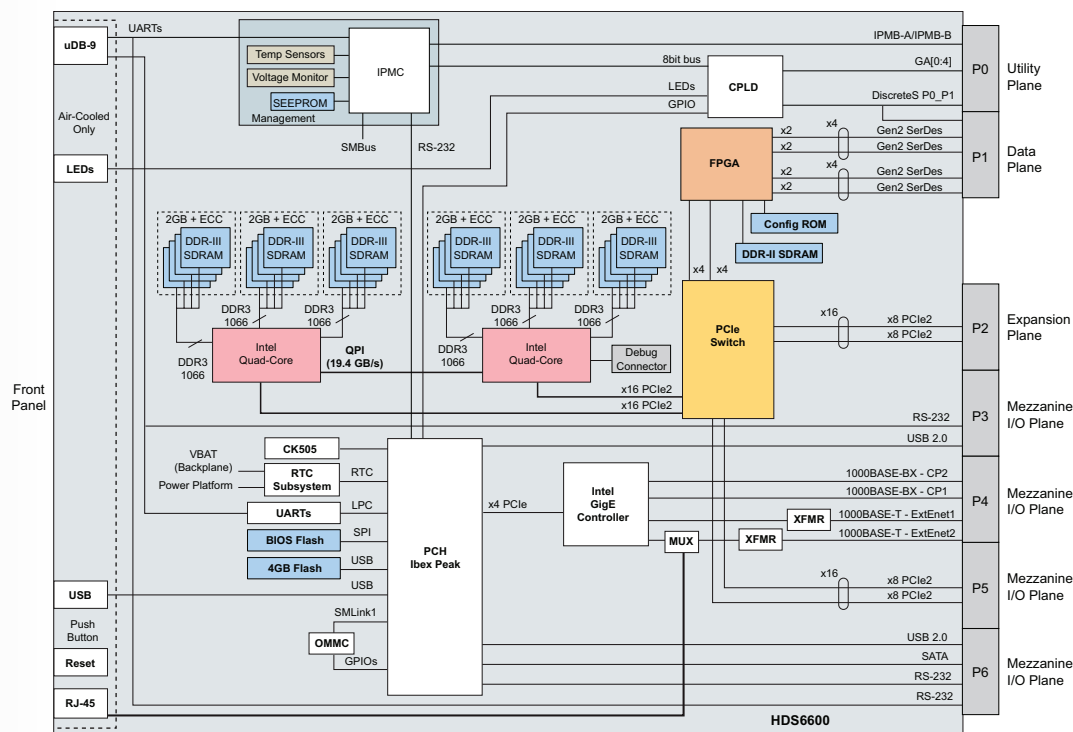 UARTs
uDB-9
Air-Cooled
Only
LEDs
Front
Panel
USB
Push
Button
Reset
RJ-45
Temp Sensors
Voltage Monitor
SEEPROM
Management
IPMC
SMBus
RS-232
IPMB-A/IPMB-B
8bit bus
GA[0:4]
LEDs
GPIO
CPLD
DiscreteS P0_P1
P0
Utility
Plane
FPGA
x2
x2
x4
Gen2 SerDes
Gen2 SerDes
x2
x2
x4
Gen2 SerDes
Gen2 SerDes
P1
Data
Plane
Config ROM
DDR-II SDRAM
x4
x4
2GB + ECC
2GB + ECC
2GB + ECC
DDR-III
SDRAM
DDR-III
SDRAM
DDR-III
SDRAM
2GB + ECC
2GB + ECC
2GB + ECC
DDR-III
SDRAM
DDR-III
SDRAM
DDR-III
SDRAM
DDR3
1066
DDR3
1066
DDR3
1066
DDR3
1066
DDR3
1066
DDR3
1066
Intel
Quad-Core
QPI
(19.4 GB/s)
Intel
Quad-Core
Debug
Connector
PCIe
Switch
x16
x8 PCIe2
x8 PCIe2
P2
Expansion
Plane
x16 PCIe2
x16 PCIe2
RS-232
USB 2.0
P3
Mezzanine
I/O Plane
VBAT
(Backplane)
Power Platform
CK505
RTC
Subsystem
RTC
UARTs
LPC
BIOS Flash
SPI
4GB Flash
USB
USB
SMLink1
OMMC
GPIOs
PCH
Ibex Peak
x4 PCIe
Intel
GigE
Controller
1000BASE-BX - CP2
1000BASE-BX - CP1
XFMR
1000BASE-T - ExtEnet1
MUX
XFMR
1000BASE-T - ExtEnet2
P4
Mezzanine
I/O Plane
x16
x8 PCIe2
x8 PCIe2
P5
Mezzanine
I/O Plane
USB 2.0
SATA
RS-232
RS-232
P6
Mezzanine
I/O Plane
HDS6600